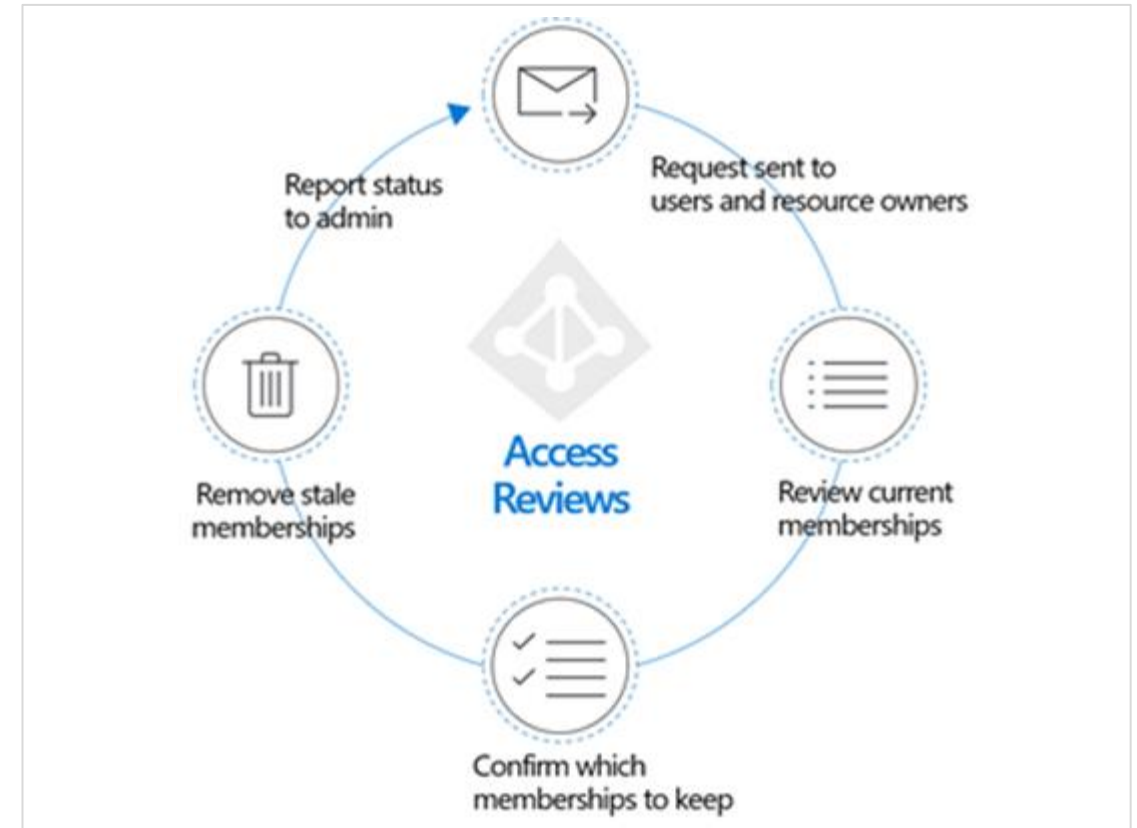 Request sent to
users and resource owners
Review current
memberships
Confirm which
memberships to keep
Remove stale
memberships
Report status
to admin
Access
Reviews